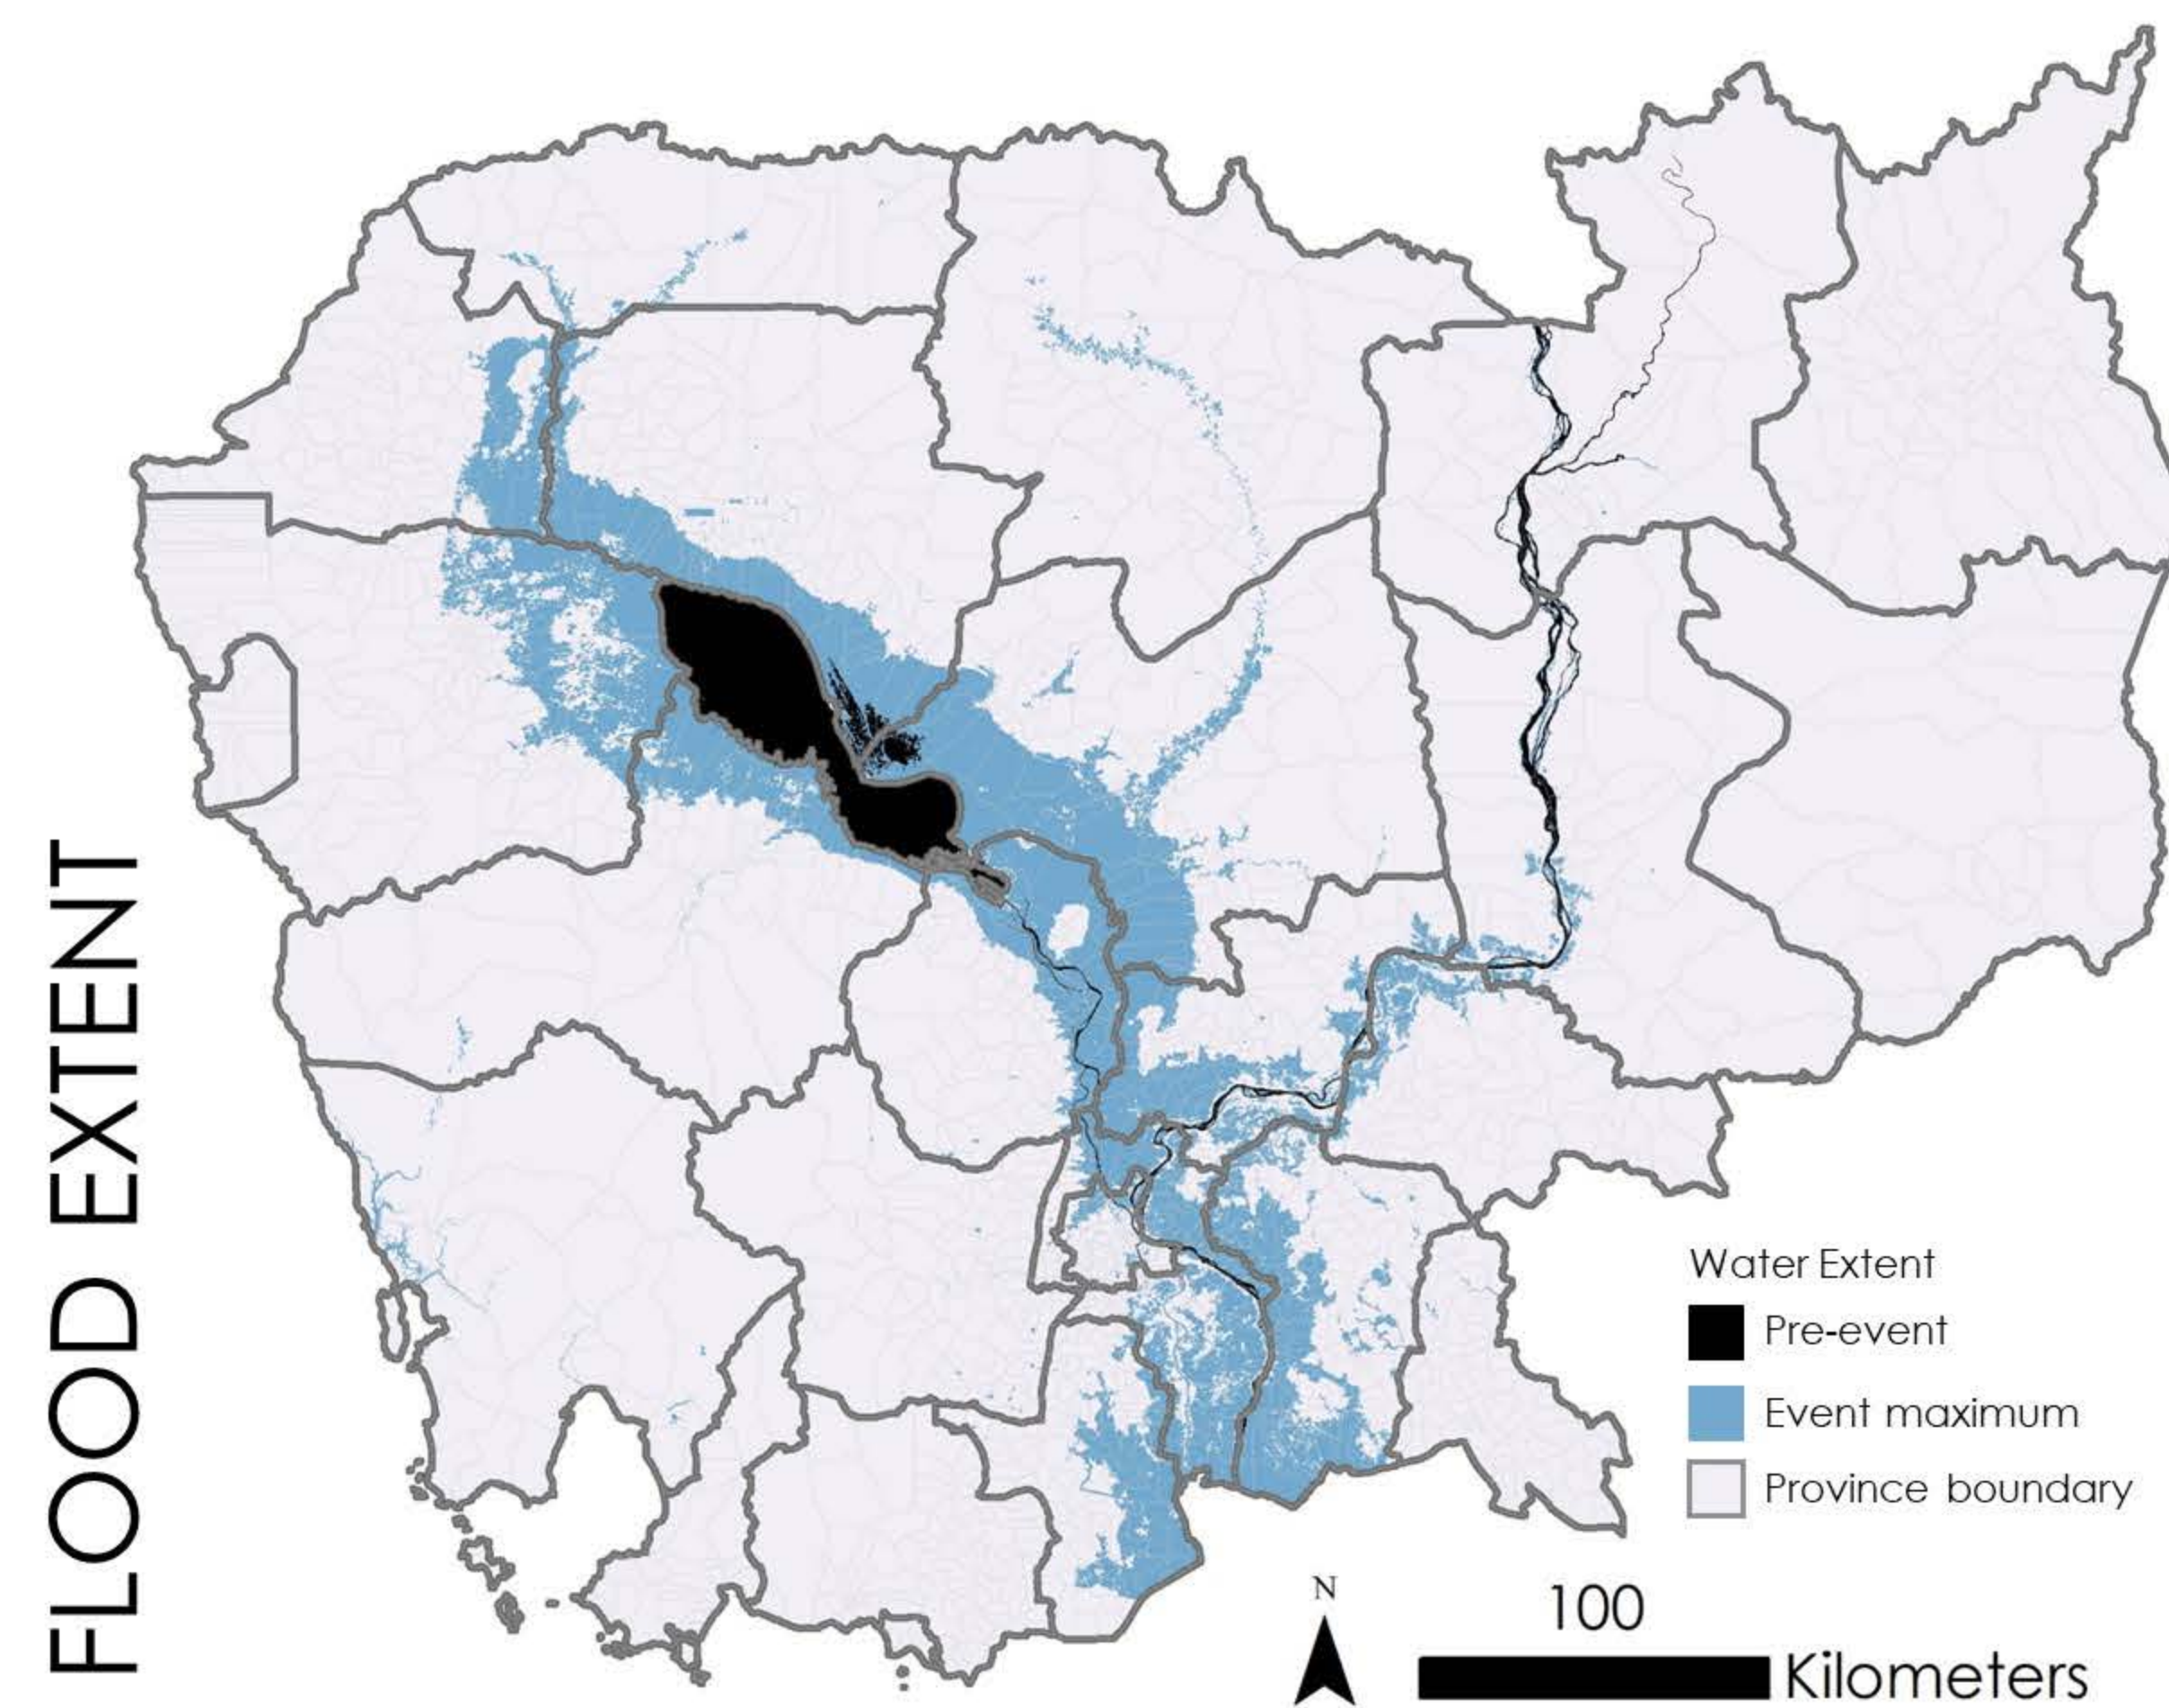 FLOOD EXTENT
Water Extent
Pre-event
Event maximum
Province boundary
N
100
Kilometers